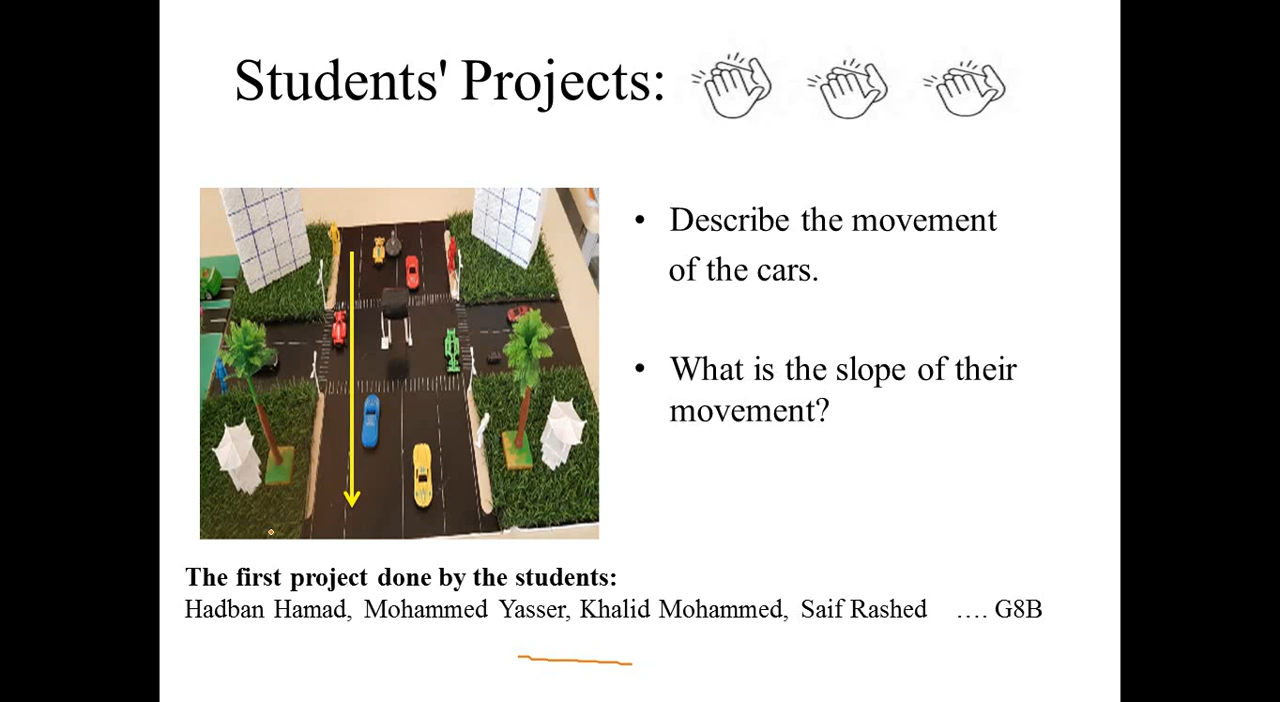 Students' Projects:
• Describe the movement
of the cars.
• What is the slope of their
movement?
The first project done by the students:
Hadban Hamad, Mohammed Yasser, Khalid Mohammed, Saif Rashed .... G8B